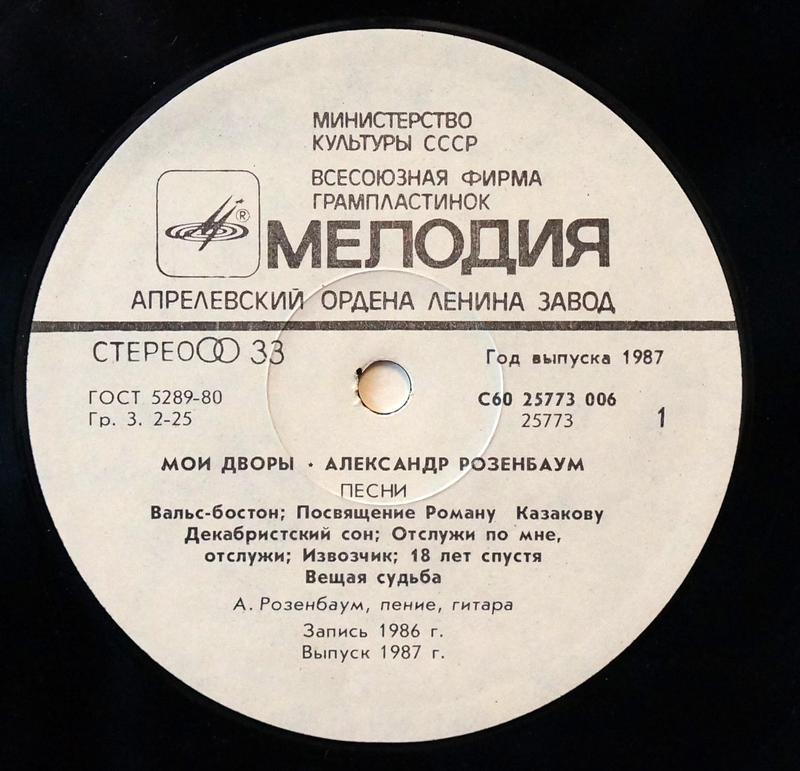 МИНИСТЕРСТВО
КУЛЬТУРЫ СССР
ВСЕСОЮЗНАЯ ФИРМА
ГРАМПЛАСТИНОК
®
МЕЛОДИЯ
АПРЕЛЕВСКИЙ ОРДЕНА ЛЕНИНА ЗАВОД
СТЕРЕО 33
Год выпуска 1987
ГОСТ 5289-80
Гр. 3. 2-25
С60 25773 006
25773
1
МОИ ДВОРЫ · АЛЕКСАНДР РОЗЕНБАУМ
ПЕСНИ
Вальс-бостон; Посвящение Роману Казакову
Декабристский сон; Отслужи по мне,
отслужи; Извозчик; 18 лет спустя
Вещая судьба
А. Розенбаум, пение, гитара
Запись 1986 г.
Выпуск 1987 г.